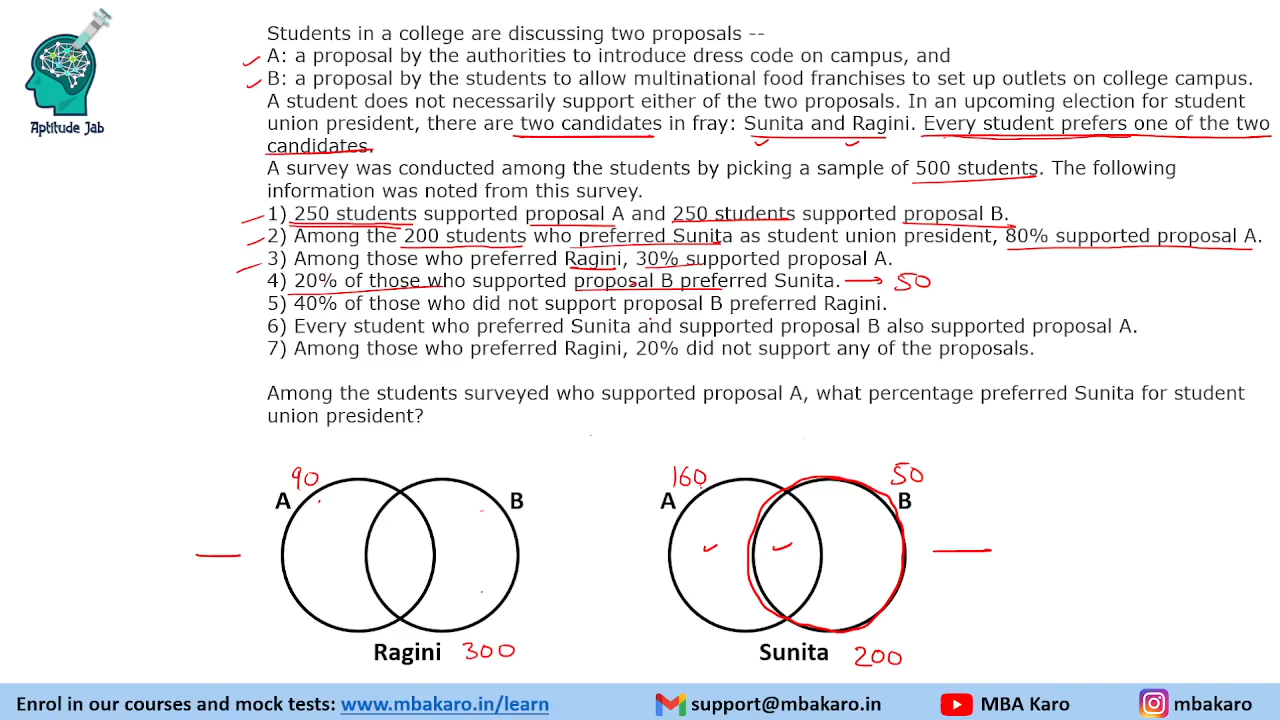 Aptitude Jab
Students in a college are discussing two proposals --
A: a proposal by the authorities to introduce dress code on campus, and
B: a proposal by the students to allow multinational food franchises to set up outlets on college campus.
A student does not necessarily support either of the two proposals. In an upcoming election for student
union president, there are two candidates in fray: Sunita and Ragini. Every student prefers one of the two
candidates.
A survey was conducted among the students by picking a sample of 500 students. The following
information was noted from this survey.
1) 250 students supported proposal A and 250 students supported proposal B.
2) Among the 200 students who preferred Sunita as student union president, 80% supported proposal A.
3) Among those who preferred Ragini, 30% supported proposal A.
4) 20% of those who supported proposal B preferred Sunita. → 50
5) 40% of those who did not support proposal B preferred Ragini.
6) Every student who preferred Sunita and supported proposal B also supported proposal A.
7) Among those who preferred Ragini, 20% did not support any of the proposals.
Among the students surveyed who supported proposal A, what percentage preferred Sunita for student
union president?
90 160 50
A B A B
Ragini 300 Sunita 200
Enrol in our courses and mock tests: www.mbakaro.in/learn support@mbakaro.in MBA Karo mbakaro